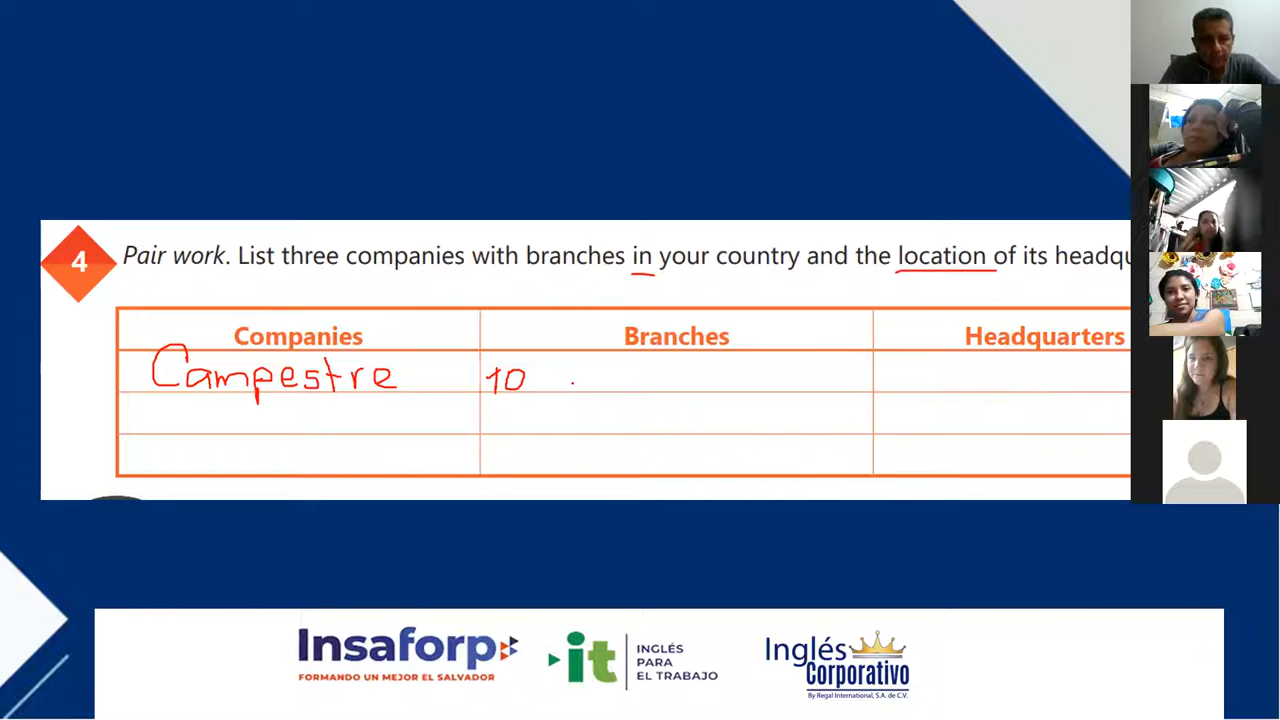 4
Pair work. List three companies with branches in your country and the location of its headqu
Companies Branches Headquarters
Campestre 10
Insaforp
FORMANDO UN MEJOR EL SALVADOR
it
INGLÉS
PARA
EL TRABAJO
Inglés
Corporativo
By Regal International, S.A. de C.V.